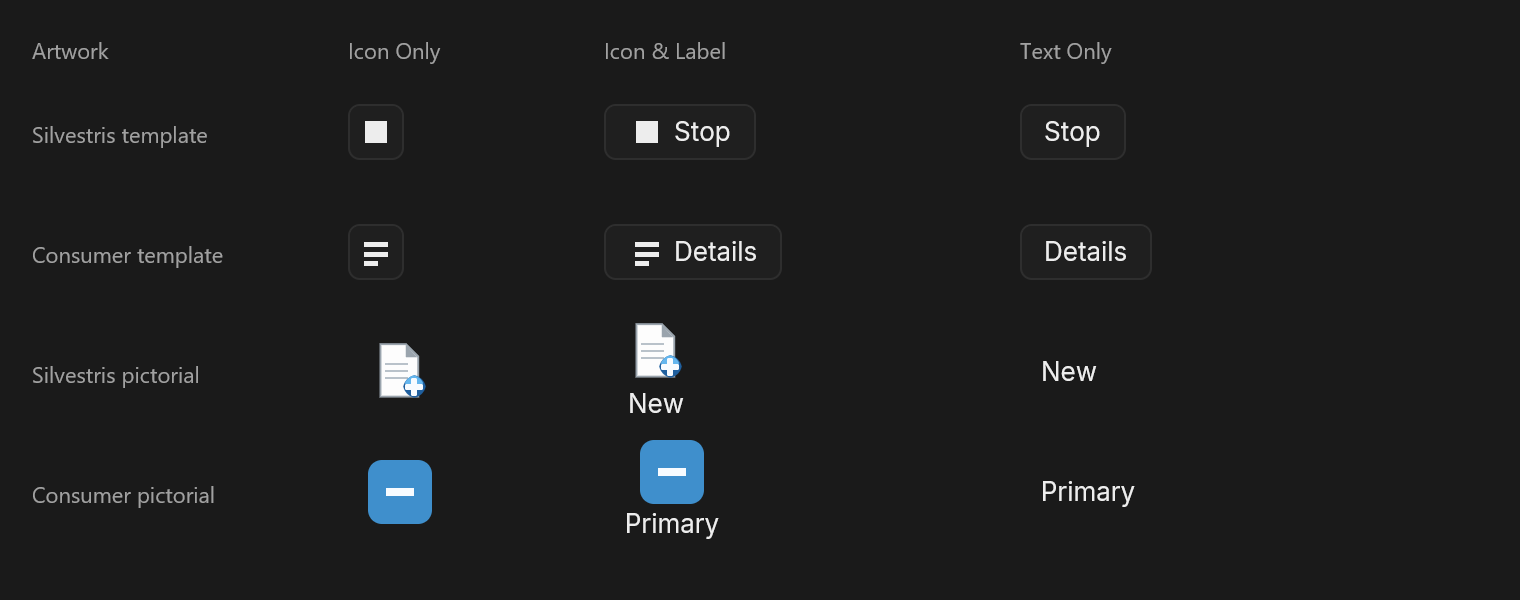 Artwork Icon Only Icon & Label Text Only
Silvestris template Stop Stop
Consumer template Details Details
Silvestris pictorial New New
Consumer pictorial Primary Primary